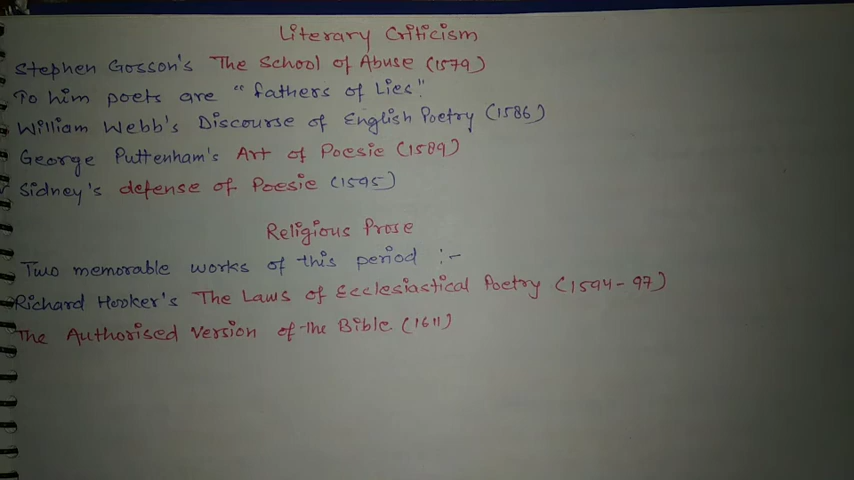 Literary Criticism
Stephen Gosson's The School of Abuse (1579)
To him poets are "fathers of Lies".
William Webb's Discourse of English Poetry (1586)
George Puttenham's Art of Poesie (1589)
Sidney's defense of Poesie (1595)
Religious Prose
Two memorable works of this period :-
Richard Hooker's The Laws of Ecclesiastical Poetry (1594-97)
The Authorised Version of the Bible (1611)